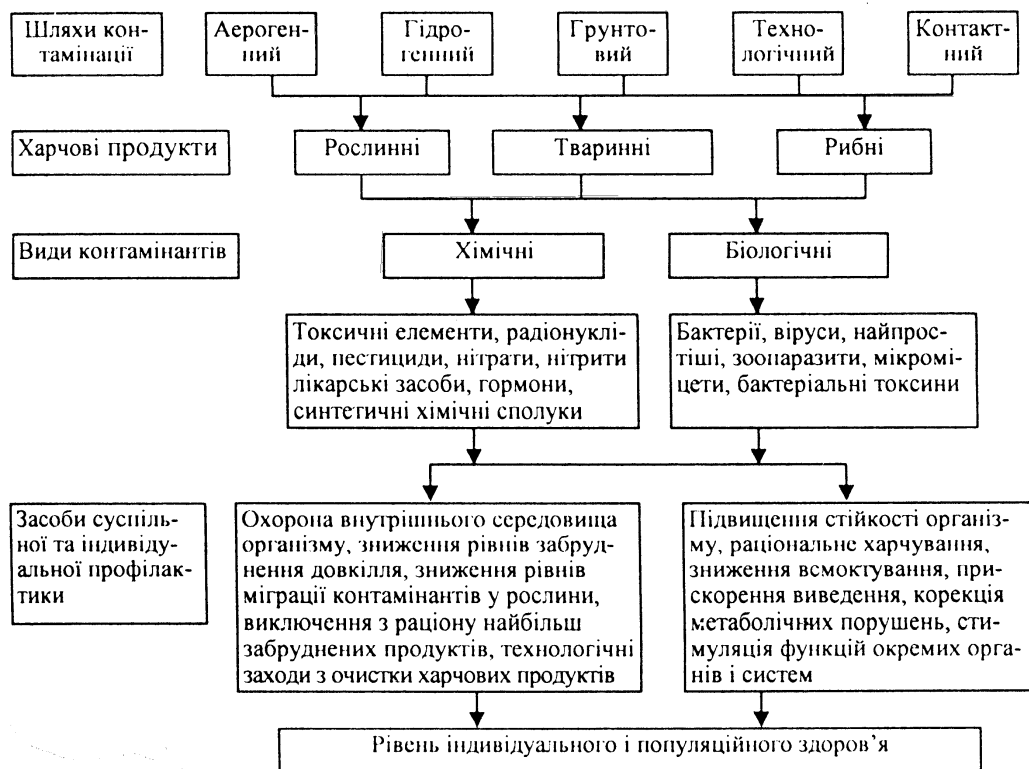 Шляхи кон-
тамінації
Аероген-
ний
Гідро-
генний
Грунто-
вий
Техно-
логічний
Контакт-
ний
Харчові продукти
Рослинні
Тваринні
Рибні
Види контамінантів
Хімічні
Біологічні
Токсичні елементи, радіонуклі-
ди, пестициди, нітрати, нітрити
лікарські засоби, гормони,
синтетичні хімічні сполуки
Бактерії, віруси, найпрос-
тіші, зоопаразити, мікромі-
цети, бактеріальні токсини
Засоби суспіль-
ної та індивіду-
альної профілак-
тики
Охорона внутрішнього середовища
організму, зниження рівнів забруд-
нення довкілля, зниження рівнів
міграції контамінантів у рослини,
виключення з раціону найбільш
забруднених продуктів, технологічні
заходи з очистки харчових продуктів
Підвищення стійкості органіс-
му, раціональне харчування,
зниження всмоктування, при-
скорення виведення, корекція
метаболічних порушень, сти-
муляція функцій окремих орга-
нів і систем
Рівень індивідуального і популяційного здоров'я